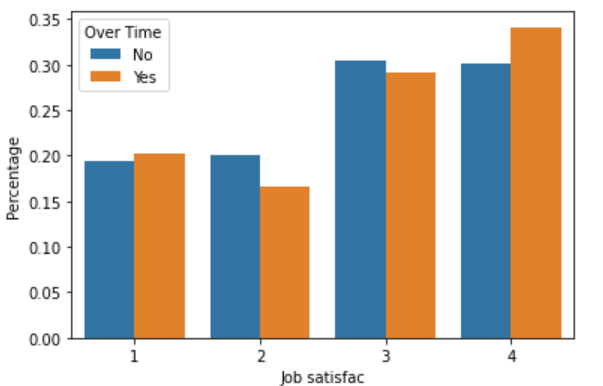 Over Time
No
Yes
0.35
0.30
0.25
0.20
0.15
0.10
0.05
0.00
Percentage
1 2 3 4
Job satisfac